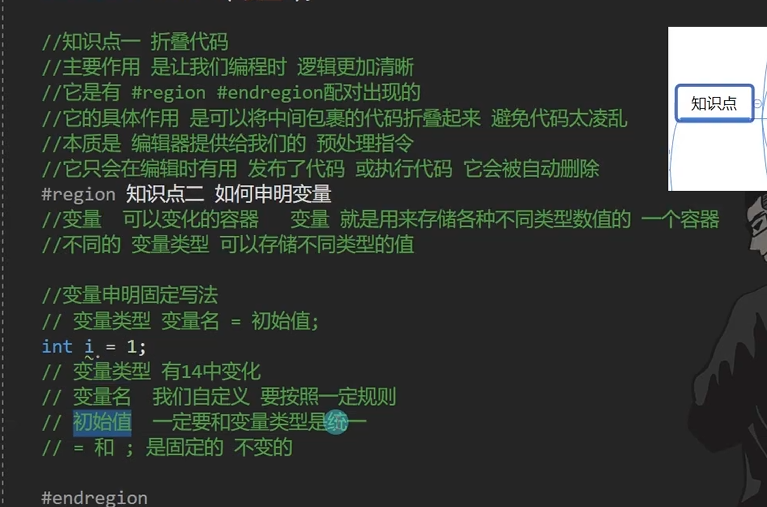 //知识点一 折叠代码
//主要作用 是让我们编程时 逻辑更加清晰
//它是有 #region #endregion配对出现的
//它的具体作用 是可以将中间包裹的代码折叠起来 避免代码太凌乱
//本质是 编辑器提供给我们的 预处理指令
//它只会在编辑时有用 发布了代码 或执行代码 它会被自动删除
#region 知识点二 如何申明变量
//变量 可以变化的容器 变量 就是用来存储各种不同类型数值的 一个容器
//不同的 变量类型 可以存储不同类型的值
//变量申明固定写法
// 变量类型 变量名 = 初始值;
int i = 1;
// 变量类型 有14中变化
// 变量名 我们自定义 要按照一定规则
// 初始值 一定要和变量类型是统一
// = 和 ; 是固定的 不变的
#endregion
知识点